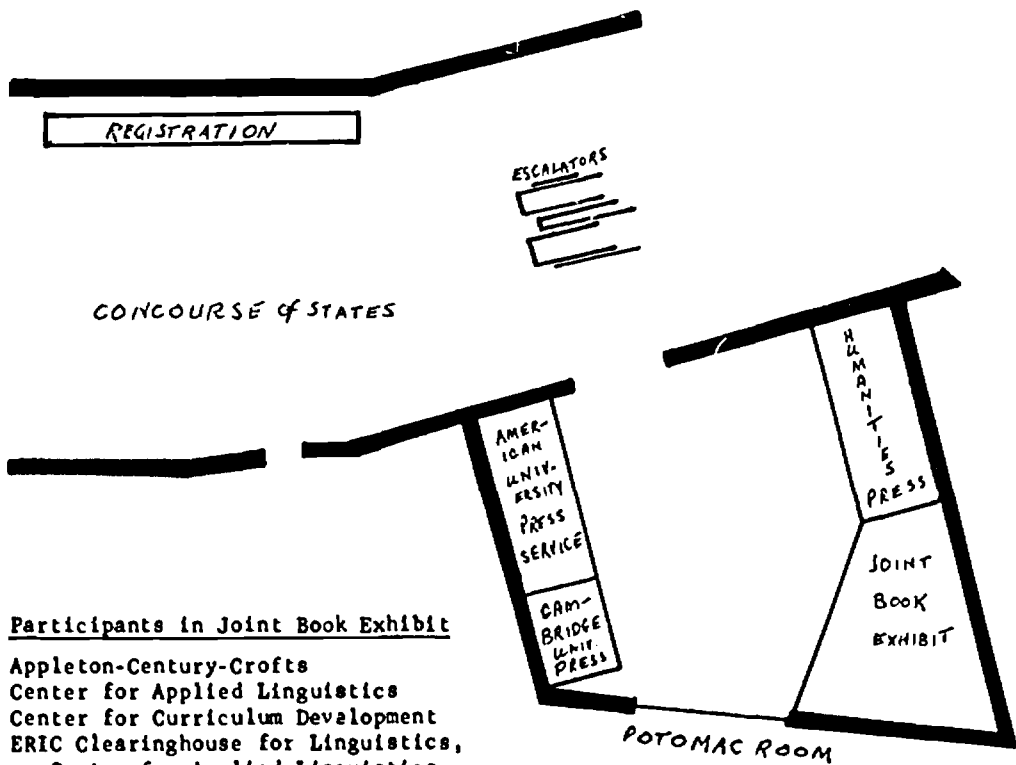 REGISTRATION
ESCALATORS
CONCOURSE of STATES
HUMANITIES
PRESS
AMER-
ICAN
UNIV-
ERSITY
PRESS
SERVICE
CAM-
BRIDGE
UNIV.
PRESS
JOINT
BOOK
EXHIBIT
POTOMAC ROOM
Participants in Joint Book Exhibit
Appleton-Century-Crofts
Center for Applied Linguistics
Center for Curriculum Development
ERIC Clearinghouse for Linguistics,